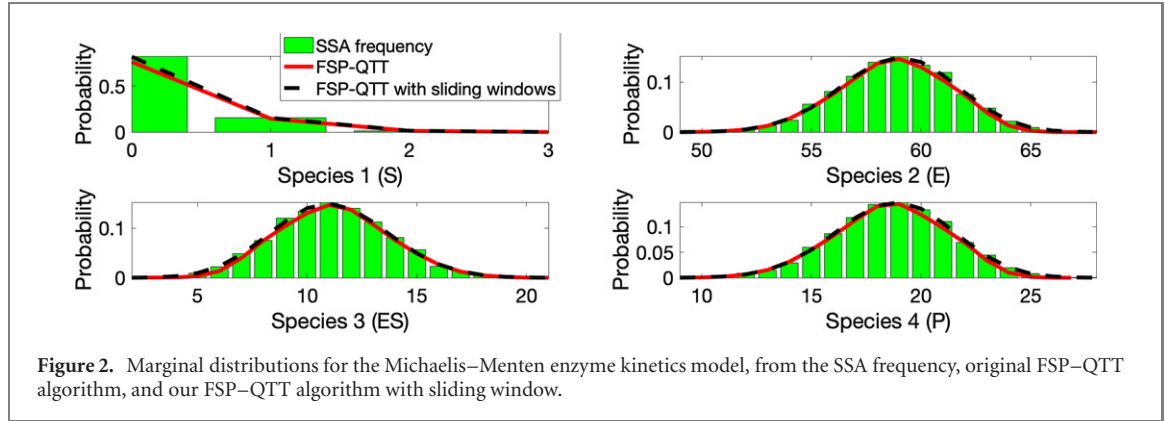 Probability
0.5
0
SSA frequency
FSP-QTT
FSP-QTT with sliding windows
0 1 2 3
Species 1 (S)
Probability
0.1
0
50 55 60 65
Species 2 (E)
Probability
0.1
0
5 10 15 20
Species 3 (ES)
Probability
0.1
0.05
0
10 15 20 25
Species 4 (P)
Figure 2. Marginal distributions for the Michaelis–Menten enzyme kinetics model, from the SSA frequency, original FSP–QTT
algorithm, and our FSP–QTT algorithm with sliding window.